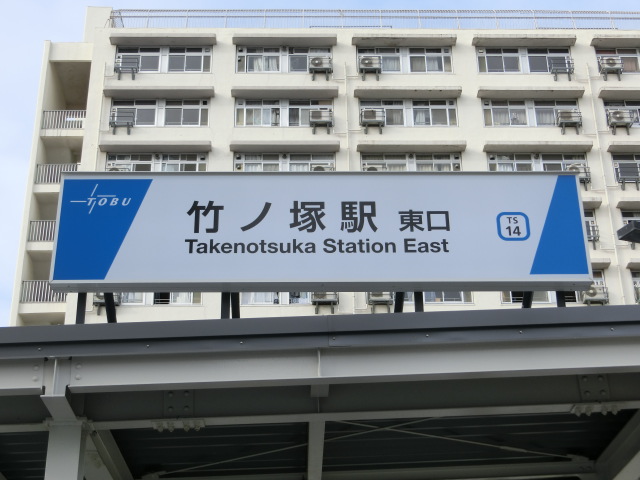 TOBU
竹ノ塚駅 東口
Takenotsuka Station East
TS
14